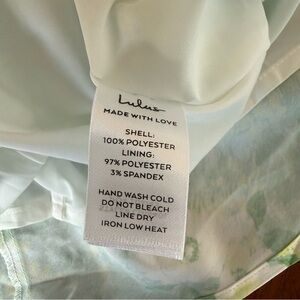 Lulus
MADE WITH LOVE
SHELL:
100% POLYESTER
LINING:
97% POLYESTER
3% SPANDEX
HAND WASH COLD
DO NOT BLEACH
LINE DRY
IRON LOW HEAT